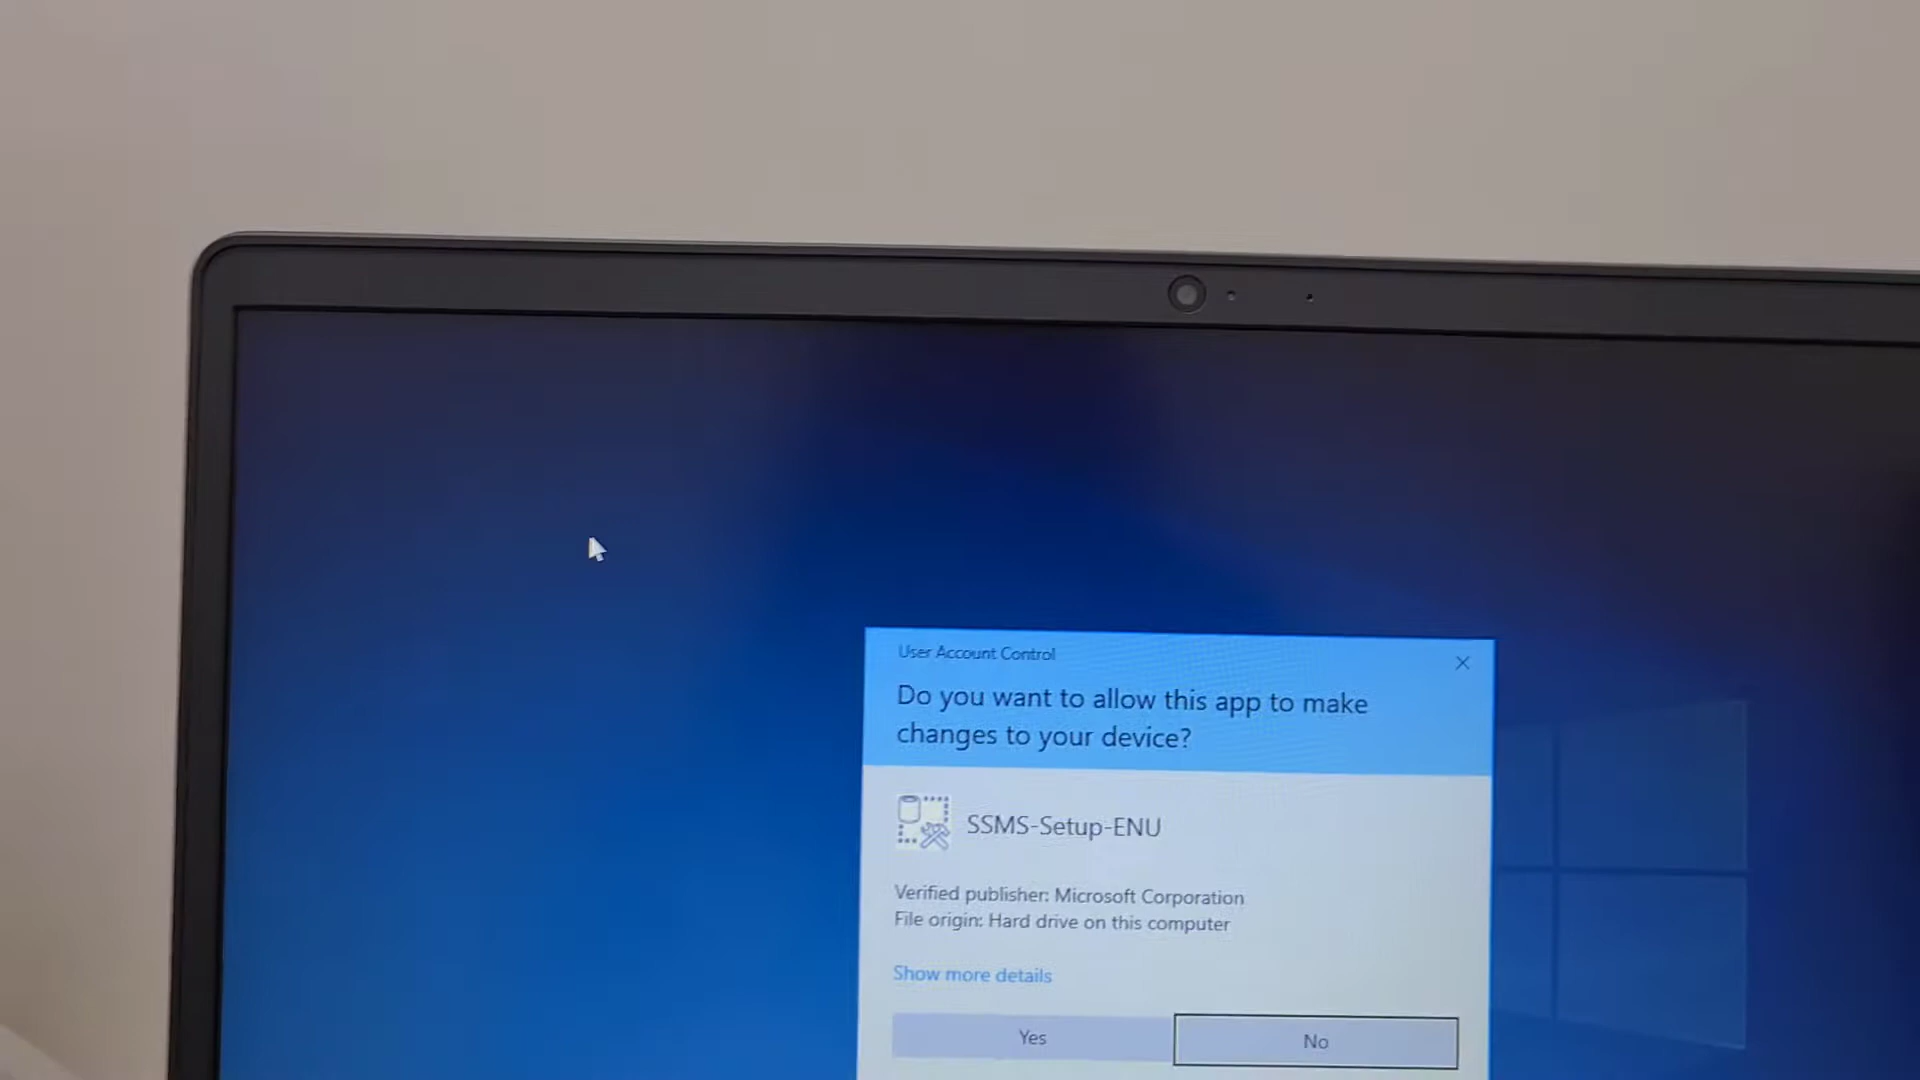 User Account Control
Do you want to allow this app to make
changes to your device?
SSMS-Setup-ENU
Verified publisher: Microsoft Corporation
File origin: Hard drive on this computer
Show more details
Yes
No